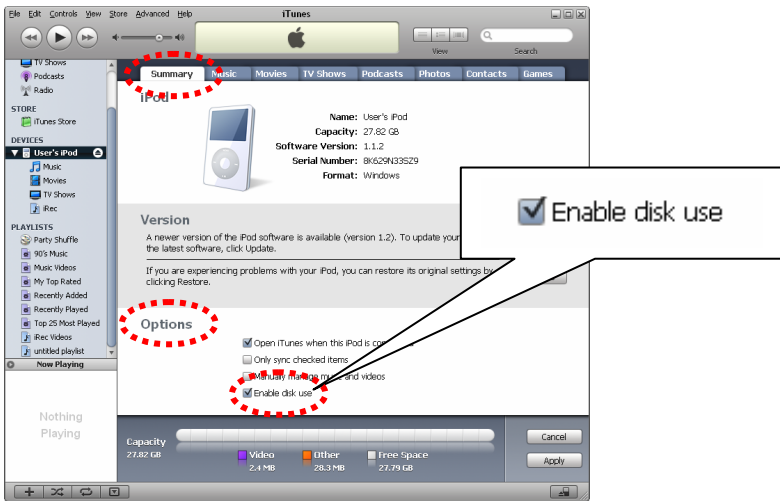 File Edit Controls View Store Advanced Help
iTunes
View
Search
TV Shows
Podcasts
Radio
STORE
iTunes Store
DEVICES
User's iPod
Music
Movies
TV Shows
iRec
PLAYLISTS
Party Shuffle
90's Music
Music Videos
My Top Rated
Recently Added
Recently Played
Top 25 Most Played
iRec Videos
untitled playlist
Now Playing
Nothing
Playing
Summary Music Movies TV Shows Podcasts Photos Contacts Games
iPod
Name: User's iPod
Capacity: 27.82 GB
Software Version: 1.1.2
Serial Number: 8K629N33SZ9
Format: Windows
Version
A newer version of the iPod software is available (version 1.2). To update your
the latest software, click Update.
If you are experiencing problems with your iPod, you can restore its original settings by
clicking Restore.
Options
Open iTunes when this iPod is
Only sync checked items
Manually manage music and videos
Enable disk use
Enable disk use
Capacity
27.82 GB
Video
2.4 MB
Other
28.3 MB
Free Space
27.79 GB
Cancel
Apply